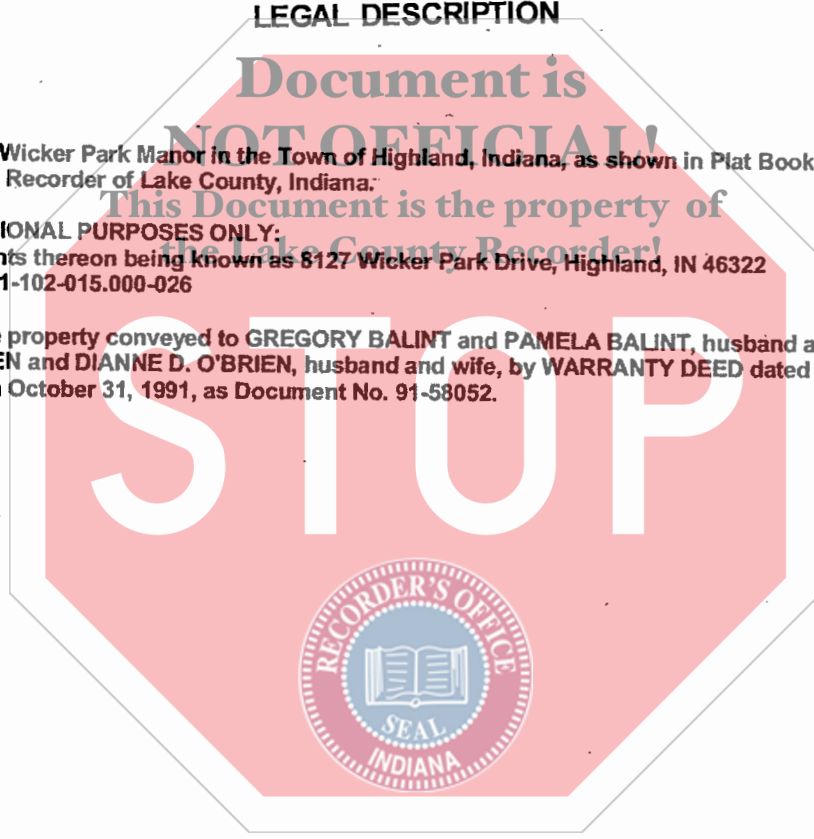 LEGAL DESCRIPTION
Document is
NOT OFFICIAL!
Wicker Park Manor in the Town of Highland, Indiana, as shown in Plat Book
Recorder of Lake County, Indiana.
This Document is the property of
IONAL PURPOSES ONLY:
the Lake County Recorder!
nts thereon being known as 8127 Wicker Park Drive, Highland, IN 46322
1-102-015.000-026
property conveyed to GREGORY BALINT and PAMELA BALINT, husband a
EN and DIANNE D. O'BRIEN, husband and wife, by WARRANTY DEED dated
October 31, 1991, as Document No. 91-58052.
STOP
RECORDER'S OFFICE
SEAL
INDIANA